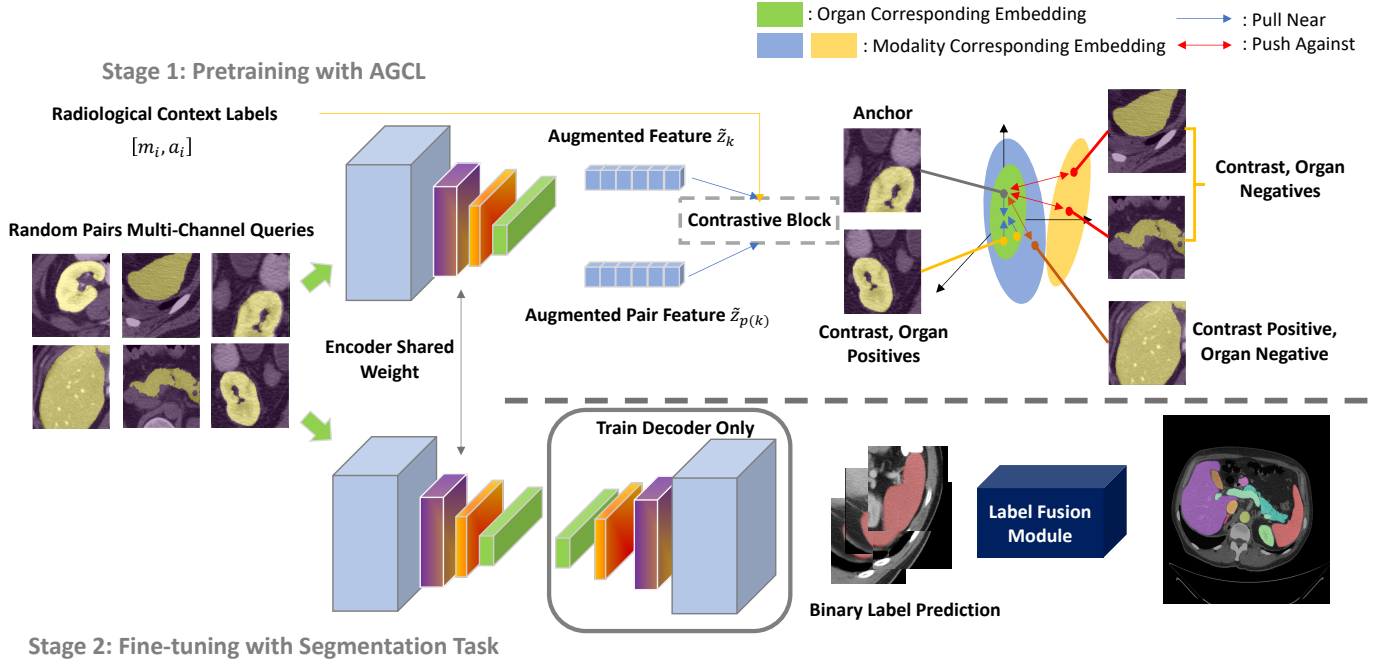 : Organ Corresponding Embedding
: Pull Near
: Modality Corresponding Embedding
: Push Against
Stage 1: Pretraining with AGCL
Radiological Context Labels
[m_i, a_i]
Augmented Feature z̃_k
Anchor
Contrast, Organ
Negatives
Contrastive Block
Random Pairs Multi-Channel Queries
Augmented Pair Feature z̃_{p(k)}
Contrast, Organ
Positives
Contrast Positive,
Organ Negative
Encoder Shared
Weight
Train Decoder Only
Label Fusion
Module
Binary Label Prediction
Stage 2: Fine-tuning with Segmentation Task